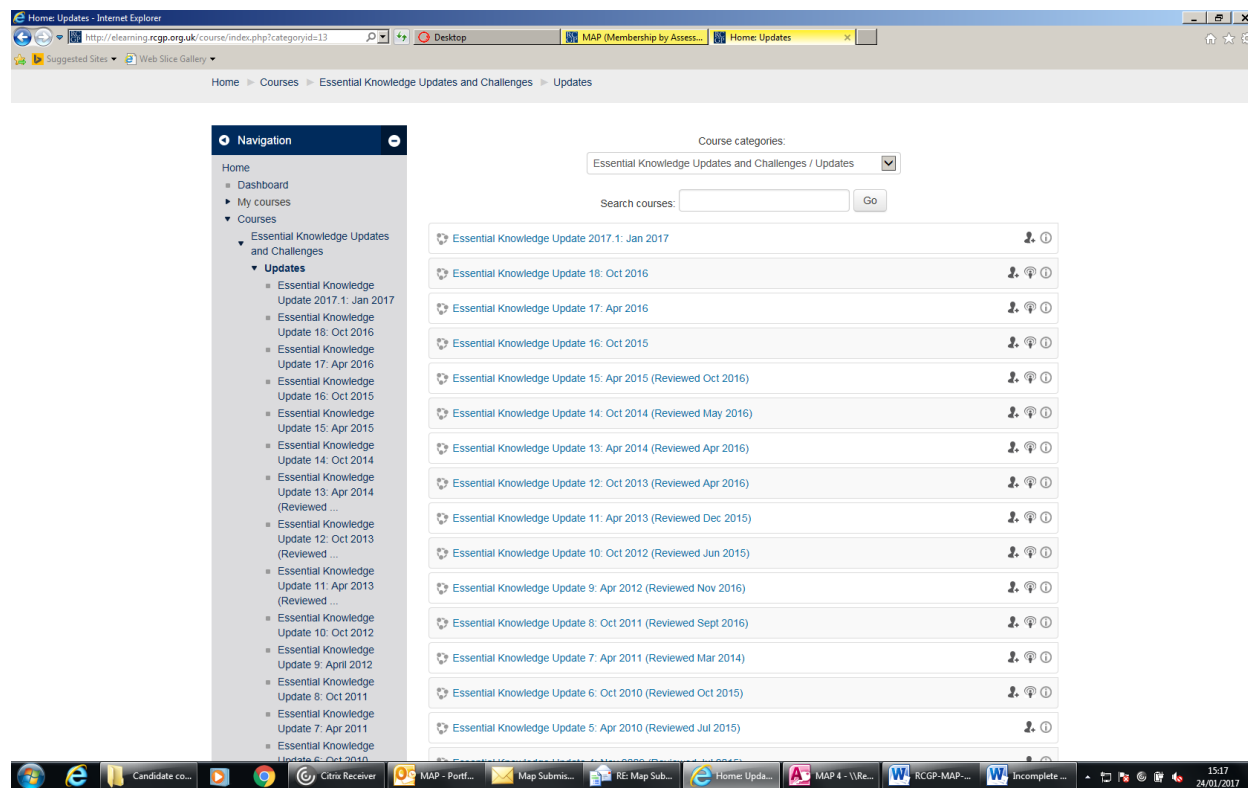 Home: Updates - Internet Explorer
http://elearning.rcgp.org.uk/course/index.php?categoryid=13
Desktop
MAP (Membership by Assess...
Home: Updates
Suggested Sites
Web Slice Gallery
Home Courses Essential Knowledge Updates and Challenges Updates
Navigation
Home
Dashboard
My courses
Courses
Essential Knowledge Updates
and Challenges
Updates
Essential Knowledge
Update 2017.1: Jan 2017
Essential Knowledge
Update 18: Oct 2016
Essential Knowledge
Update 17: Apr 2016
Essential Knowledge
Update 16: Oct 2015
Essential Knowledge
Update 15: Apr 2015
Essential Knowledge
Update 14: Oct 2014
Essential Knowledge
Update 13: Apr 2014
(Reviewed ...
Essential Knowledge
Update 12: Oct 2013
(Reviewed ...
Essential Knowledge
Update 11: Apr 2013
(Reviewed ...
Essential Knowledge
Update 10: Oct 2012
Essential Knowledge
Update 9: April 2012
Essential Knowledge
Update 8: Oct 2011
Essential Knowledge
Update 7: Apr 2011
Essential Knowledge
Update 6: Oct 2010
Course categories:
Essential Knowledge Updates and Challenges / Updates
Search courses: Go
Essential Knowledge Update 2017.1: Jan 2017
Essential Knowledge Update 18: Oct 2016
Essential Knowledge Update 17: Apr 2016
Essential Knowledge Update 16: Oct 2015
Essential Knowledge Update 15: Apr 2015 (Reviewed Oct 2016)
Essential Knowledge Update 14: Oct 2014 (Reviewed May 2016)
Essential Knowledge Update 13: Apr 2014 (Reviewed Apr 2016)
Essential Knowledge Update 12: Oct 2013 (Reviewed Apr 2016)
Essential Knowledge Update 11: Apr 2013 (Reviewed Dec 2015)
Essential Knowledge Update 10: Oct 2012 (Reviewed Jun 2015)
Essential Knowledge Update 9: Apr 2012 (Reviewed Nov 2016)
Essential Knowledge Update 8: Oct 2011 (Reviewed Sept 2016)
Essential Knowledge Update 7: Apr 2011 (Reviewed Mar 2014)
Essential Knowledge Update 6: Oct 2010 (Reviewed Oct 2015)
Essential Knowledge Update 5: Apr 2010 (Reviewed Jul 2015)
Essential Knowledge Update 4: Nov 2009 (Reviewed Jul 2015)
Candidate co...
Citrix Receiver
MAP - Portf...
Map Submis...
RE: Map Sub...
Home: Upda...
MAP 4 - \\Re...
RCGP-MAP-...
Incomplete ...
15:17
24/01/2017